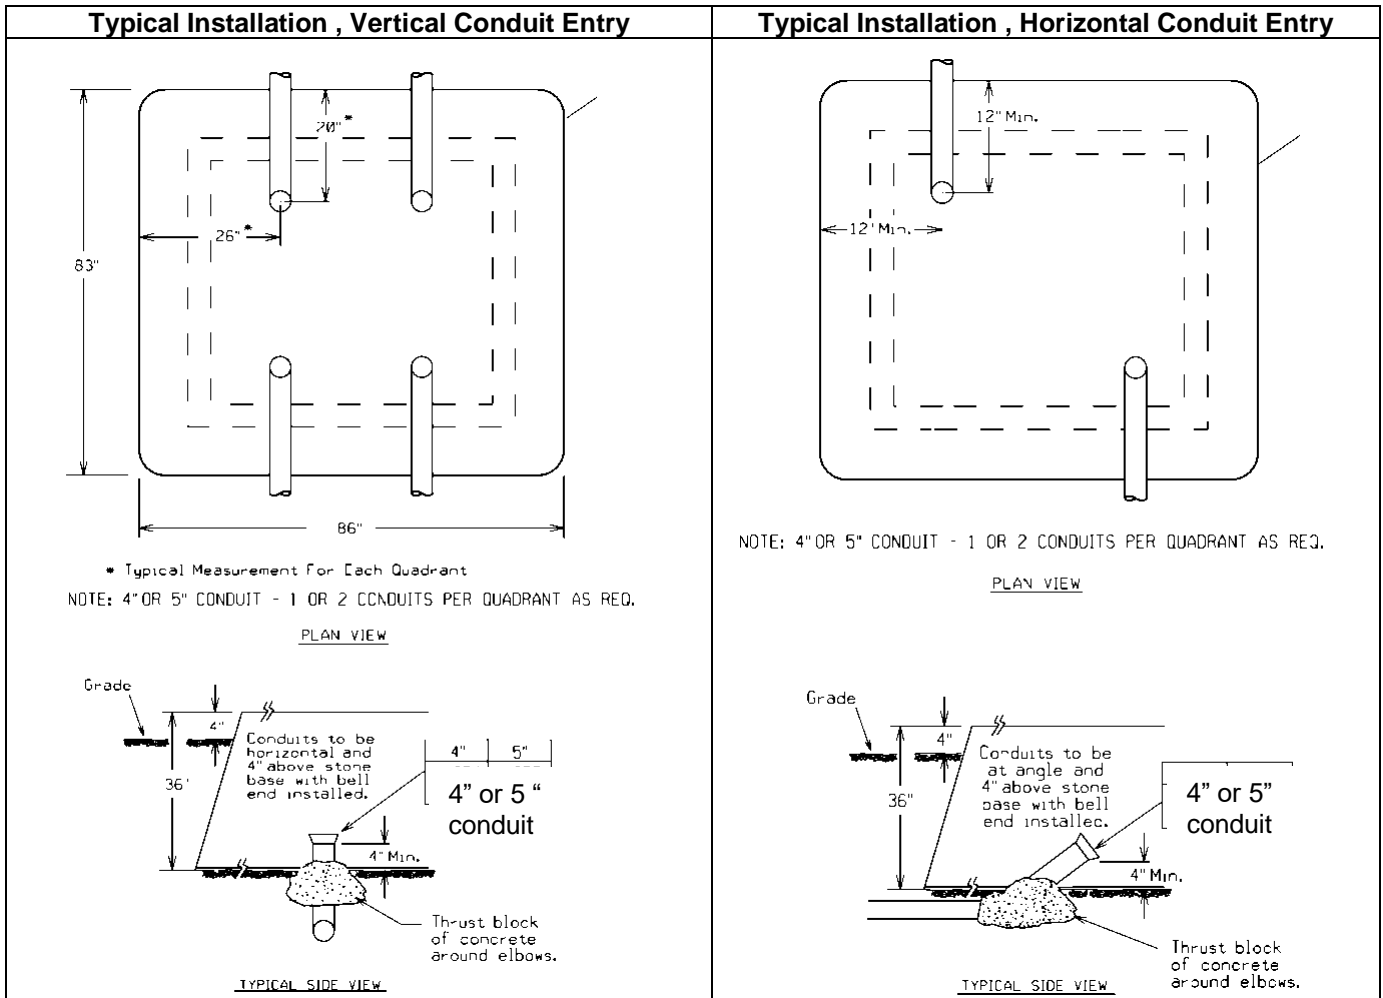 Typical Installation , Vertical Conduit Entry
20"*
26"*
83"
86"
* Typical Measurement For Each Quadrant
NOTE: 4" OR 5" CONDUIT - 1 OR 2 CONDUITS PER QUADRANT AS REQ.
PLAN VIEW
Grade
4"
36'
Conduits to be
horizontal and
4" above stone
base with bell
end installed.
4" 5"
4” or 5 “
conduit
4" Min.
Thrust block
of concrete
around elbows.
TYPICAL SIDE VIEW
Typical Installation , Horizontal Conduit Entry
12" Min.
12' Min.
NOTE: 4" OR 5" CONDUIT - 1 OR 2 CONDUITS PER QUADRANT AS REQ.
PLAN VIEW
Grade
4"
36"
Conduits to be
at angle and
4" above stone
base with bell
end installed.
4” or 5”
conduit
4" Min.
Thrust block
of concrete
around elbows.
TYPICAL SIDE VIEW